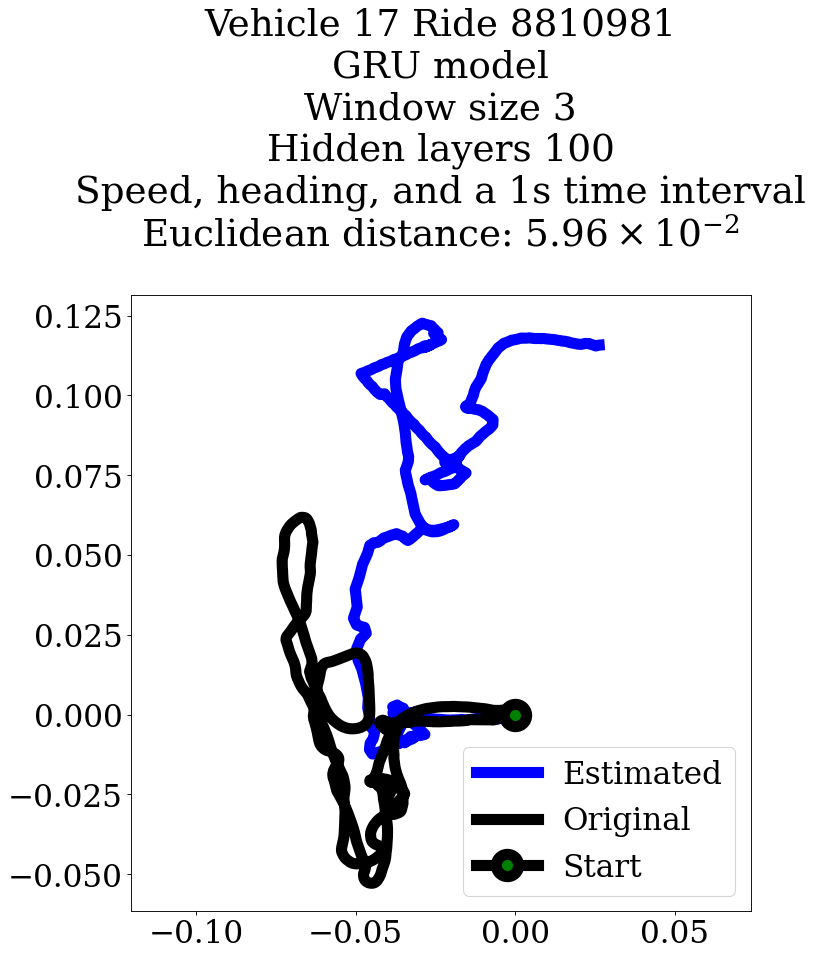 Vehicle 17 Ride 8810981
GRU model
Window size 3
Hidden layers 100
Speed, heading, and a 1s time interval
Euclidean distance: 5.96 × 10⁻²
0.125
0.100
0.075
0.050
0.025
0.000
−0.025
−0.050
−0.10
−0.05
0.00
0.05
Estimated
Original
Start